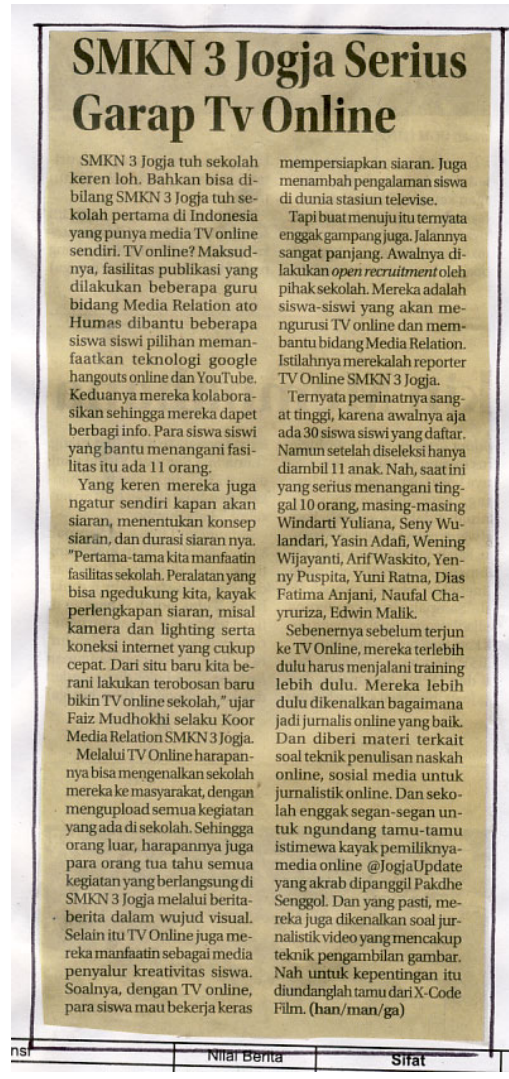 SMKN 3 Jogja Serius
Garap Tv Online
SMKN 3 Jogja tuh sekolah
keren loh. Bahkan bisa di-
bilang SMKN 3 Jogja tuh se-
kolah pertama di Indonesia
yang punya media TV online
sendiri. TV online? Maksud-
nya, fasilitas publikasi yang
dilakukan beberapa guru
bidang Media Relation ato
Humas dibantu beberapa
siswa siswi pilihan meman-
faatkan teknologi google
hangouts online dan YouTube.
Keduanya mereka kolabora-
sikan sehingga mereka dapet
berbagi info. Para siswa siswi
yang bantu menangani fasi-
litas itu ada 11 orang.
Yang keren mereka juga
ngatur sendiri kapan akan
siaran, menentukan konsep
siaran, dan durasi siaran nya.
"Pertama-tama kita manfaatin
fasilitas sekolah. Peralatan yang
bisa ngedukung kita, kayak
perlengkapan siaran, misal
kamera dan lighting serta
koneksi internet yang cukup
cepat. Dari situ baru kita be-
rani lakukan terobosan baru
bikin TV online sekolah," ujar
Faiz Mudhokhi selaku Koor
Media Relation SMKN 3 Jogja.
Melalui TV Online harapan-
nya bisa mengenalkan sekolah
mereka ke masyarakat, dengan
mengupload semua kegiatan
yang ada di sekolah. Sehingga
orang luar, harapannya juga
para orang tua tahu semua
kegiatan yang berlangsung di
SMKN 3 Jogja melalui berita-
berita dalam wujud visual.
Selain itu TV Online juga me-
reka manfaatin sebagai media
penyalur kreativitas siswa.
Soalnya, dengan TV online,
para siswa mau bekerja keras
mempersiapkan siaran. Juga
menambah pengalaman siswa
di dunia stasiun televise.
Tapi buat menuju itu ternyata
enggak gampang juga. Jalannya
sangat panjang. Awalnya di-
lakukan open recruitment oleh
pihak sekolah. Mereka adalah
siswa-siswi yang akan me-
ngurusi TV online dan mem-
bantu bidang Media Relation.
Istilahnya merekalah reporter
TV Online SMKN 3 Jogja.
Ternyata peminatnya sang-
at tinggi, karena awalnya aja
ada 30 siswa siswi yang daftar.
Namun setelah diseleksi hanya
diambil 11 anak. Nah, saat ini
yang serius menangani ting-
gal 10 orang, masing-masing
Windarti Yuliana, Seny Wu-
landari, Yasin Adafi, Wening
Wijayanti, Arif Waskito, Yen-
ny Puspita, Yuni Ratna, Dias
Fatima Anjani, Naufal Cha-
yruriza, Edwin Malik.
Sebenernya sebelum terjun
ke TV Online, mereka terlebih
dulu harus menjalani training
lebih dulu. Mereka lebih
dulu dikenalkan bagaimana
jadi jurnalis online yang baik.
Dan diberi materi terkait
soal teknik penulisan naskah
online, sosial media untuk
jurnalistik online. Dan seko-
lah enggak segan-segan un-
tuk ngundang tamu-tamu
istimewa kayak pemiliknya-
media online @JogjaUpdate
yang akrab dipanggil Pakdhe
Senggol. Dan yang pasti, me-
reka juga dikenalkan soal jur-
nalistik video yang mencakup
teknik pengambilan gambar.
Nah untuk kepentingan itu
diundanglah tamu dari X-Code
Film. (han/man/ga)
nsi Nilai Berita Sifat